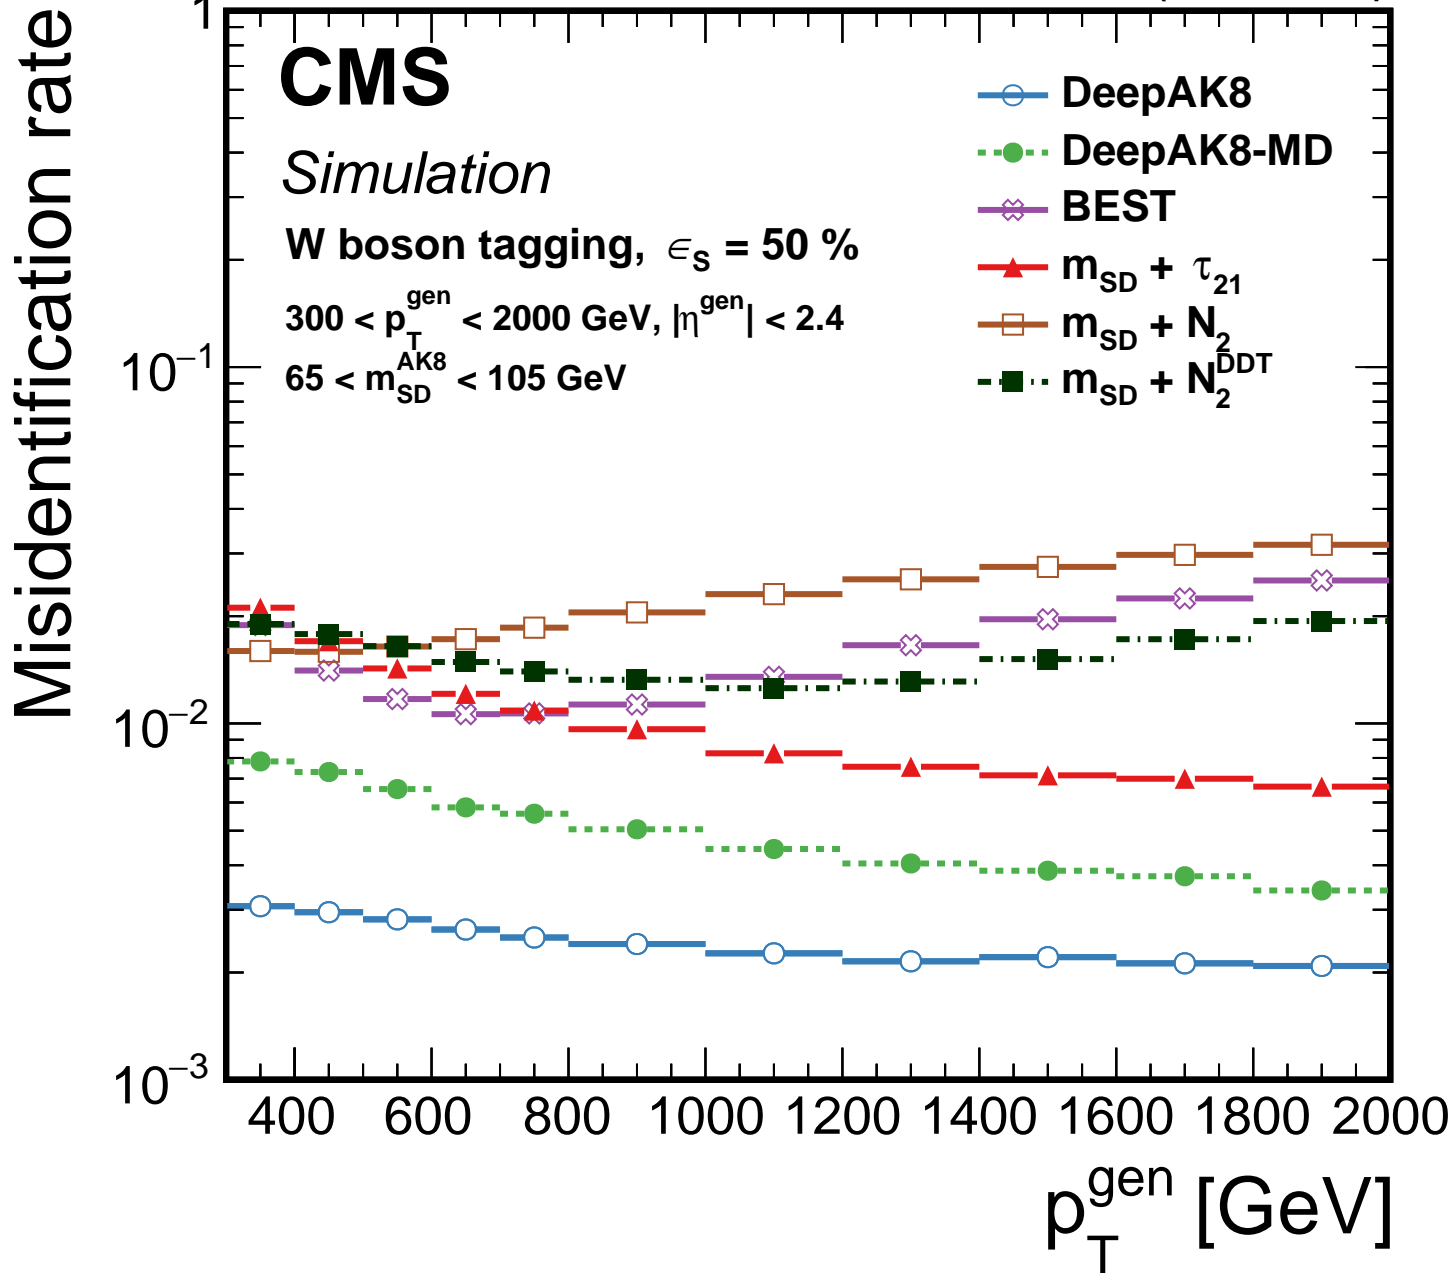 Misidentification rate
1
10⁻¹
10⁻²
10⁻³
CMS
Simulation
W boson tagging, ϵ_S = 50 %
300 < p_T^gen < 2000 GeV, |η^gen| < 2.4
65 < m_SD^AK8 < 105 GeV
DeepAK8
DeepAK8-MD
BEST
m_SD + τ_21
m_SD + N_2
m_SD + N_2^DDT
400 600 800 1000 1200 1400 1600 1800 2000
p_T^gen [GeV]